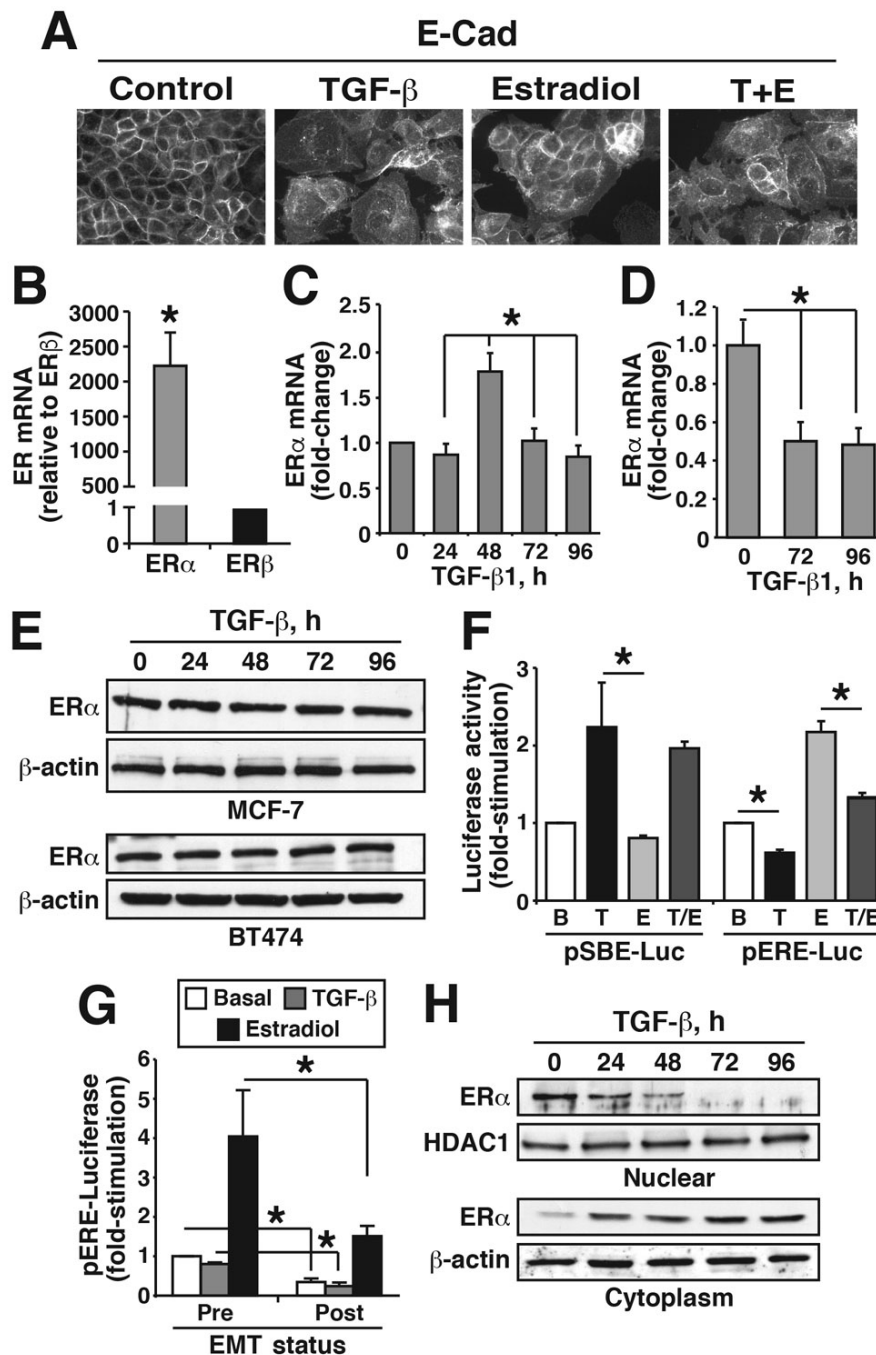 A
E-Cad
Control TGF-β Estradiol T+E
B
ER mRNA
(relative to ERβ)
3000
2500
2000
1500
1000
500
1
0
*
ERα ERβ
C
ERα mRNA
(fold-change)
2.5
2.0
1.5
1.0
0.5
0
*
0 24 48 72 96
TGF-β1, h
D
ERα mRNA
(fold-change)
1.2
1.0
0.8
0.6
0.4
0.2
0
*
0 72 96
TGF-β1, h
E
TGF-β, h
0 24 48 72 96
ERα
β-actin
MCF-7
ERα
β-actin
BT474
F
Luciferase activity
(fold-stimulation)
3
2
1
0
* * *
B T E T/E B T E T/E
pSBE-Luc pERE-Luc
G
Basal TGF-β
Estradiol
pERE-Luciferase
(fold-stimulation)
6
5
4
3
2
1
0
*
*
*
Pre Post
EMT status
H
TGF-β, h
0 24 48 72 96
ERα
HDAC1
Nuclear
ERα
β-actin
Cytoplasm